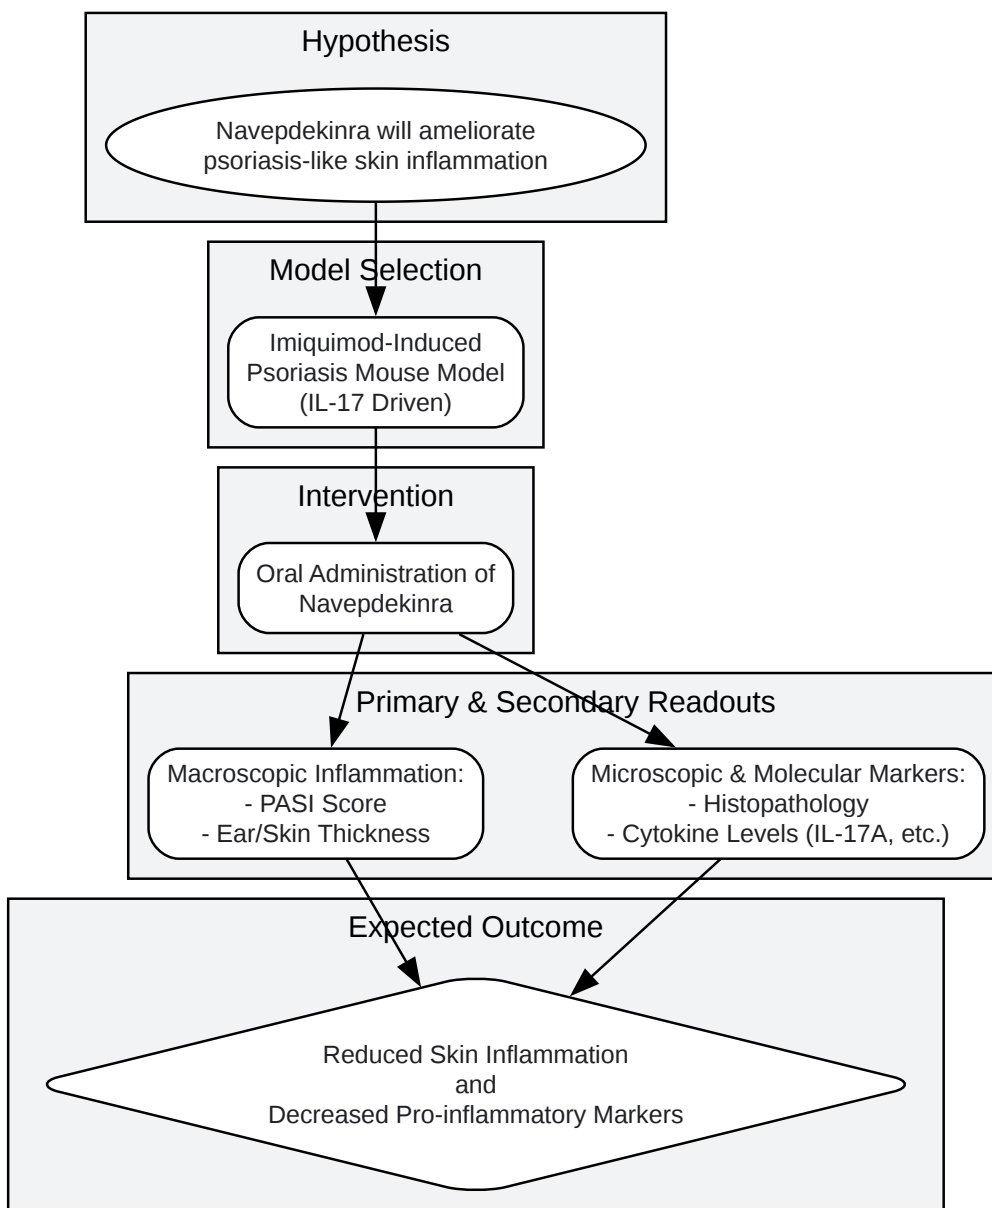 Hypothesis
Navepdekinra will ameliorate
psoriasis-like skin inflammation
Model Selection
Imiquimod-Induced
Psoriasis Mouse Model
(IL-17 Driven)
Intervention
Oral Administration of
Navepdekinra
Primary & Secondary Readouts
Macroscopic Inflammation:
- PASI Score
- Ear/Skin Thickness
Microscopic & Molecular Markers:
- Histopathology
- Cytokine Levels (IL-17A, etc.)
Expected Outcome
Reduced Skin Inflammation
and
Decreased Pro-inflammatory Markers